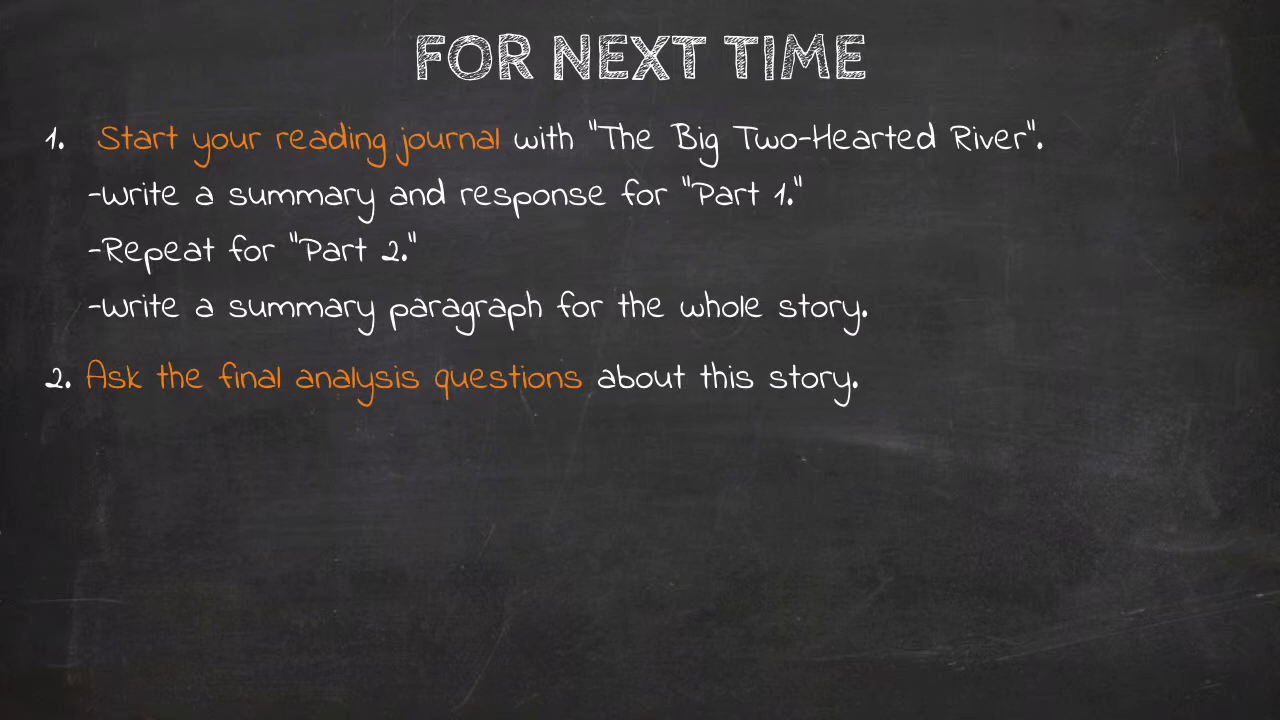 FOR NEXT TIME
1. Start your reading journal with "The Big Two-Hearted River".
-Write a summary and response for "Part 1."
-Repeat for "Part 2."
-Write a summary paragraph for the whole story.
2. Ask the final analysis questions about this story.